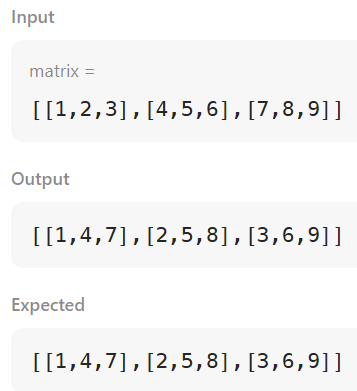 Input
matrix =
[[1,2,3],[4,5,6],[7,8,9]]
Output
[[1,4,7],[2,5,8],[3,6,9]]
Expected
[[1,4,7],[2,5,8],[3,6,9]]